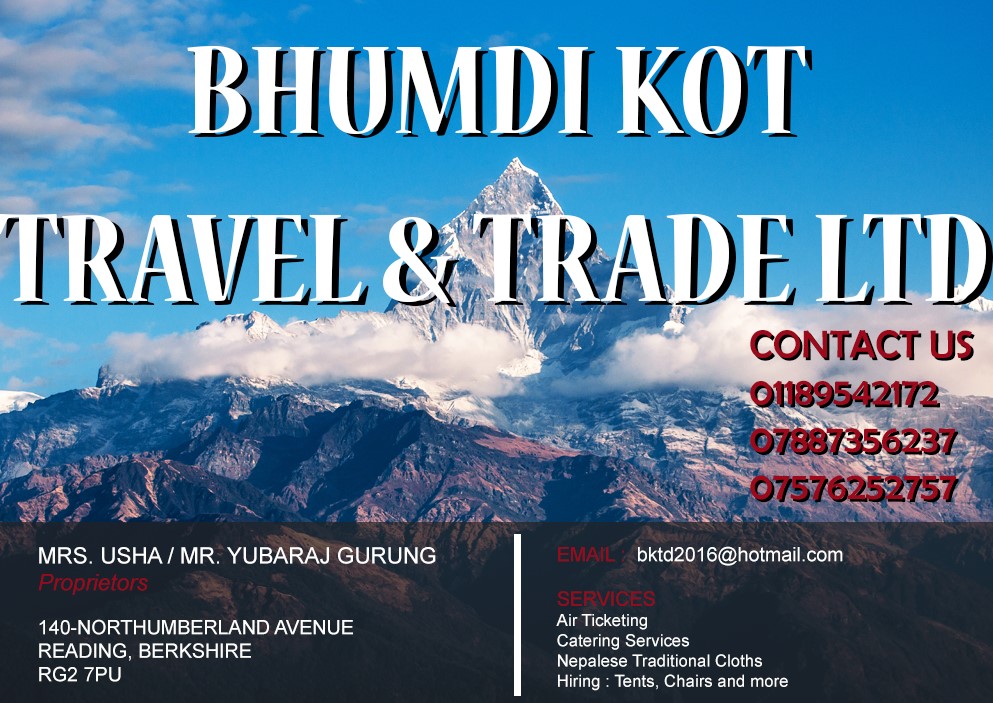 BHUMDI KOT
TRAVEL & TRADE LTD
CONTACT US
01189542172
07887356237
07576252757
MRS. USHA / MR. YUBARAJ GURUNG
Proprietors
140-NORTHUMBERLAND AVENUE
READING, BERKSHIRE
RG2 7PU
EMAIL : bktd2016@hotmail.com
SERVICES
Air Ticketing
Catering Services
Nepalese Traditional Cloths
Hiring : Tents, Chairs and more